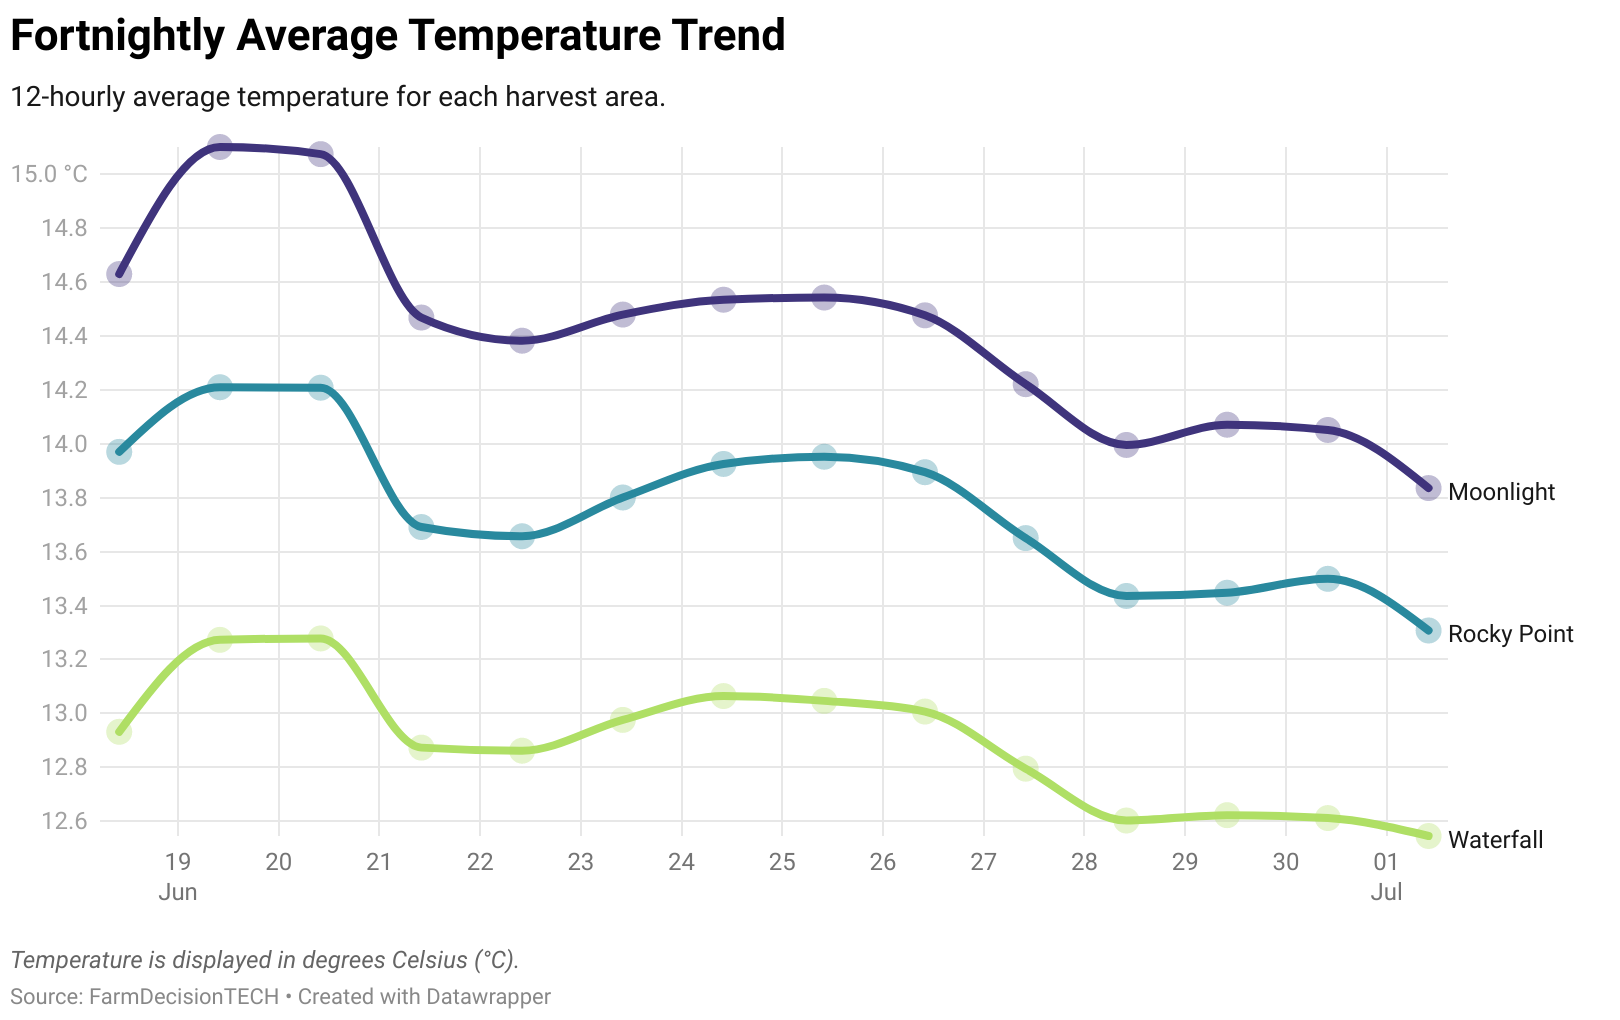 Fortnightly Average Temperature Trend
12-hourly average temperature for each harvest area.
15.0 °C
14.8
14.6
14.4
14.2
14.0
13.8
13.6
13.4
13.2
13.0
12.8
12.6
Moonlight
Rocky Point
Waterfall
19 20 21 22 23 24 25 26 27 28 29 30 01
Jun Jul
Temperature is displayed in degrees Celsius (°C).
Source: FarmDecisionTECH • Created with Datawrapper